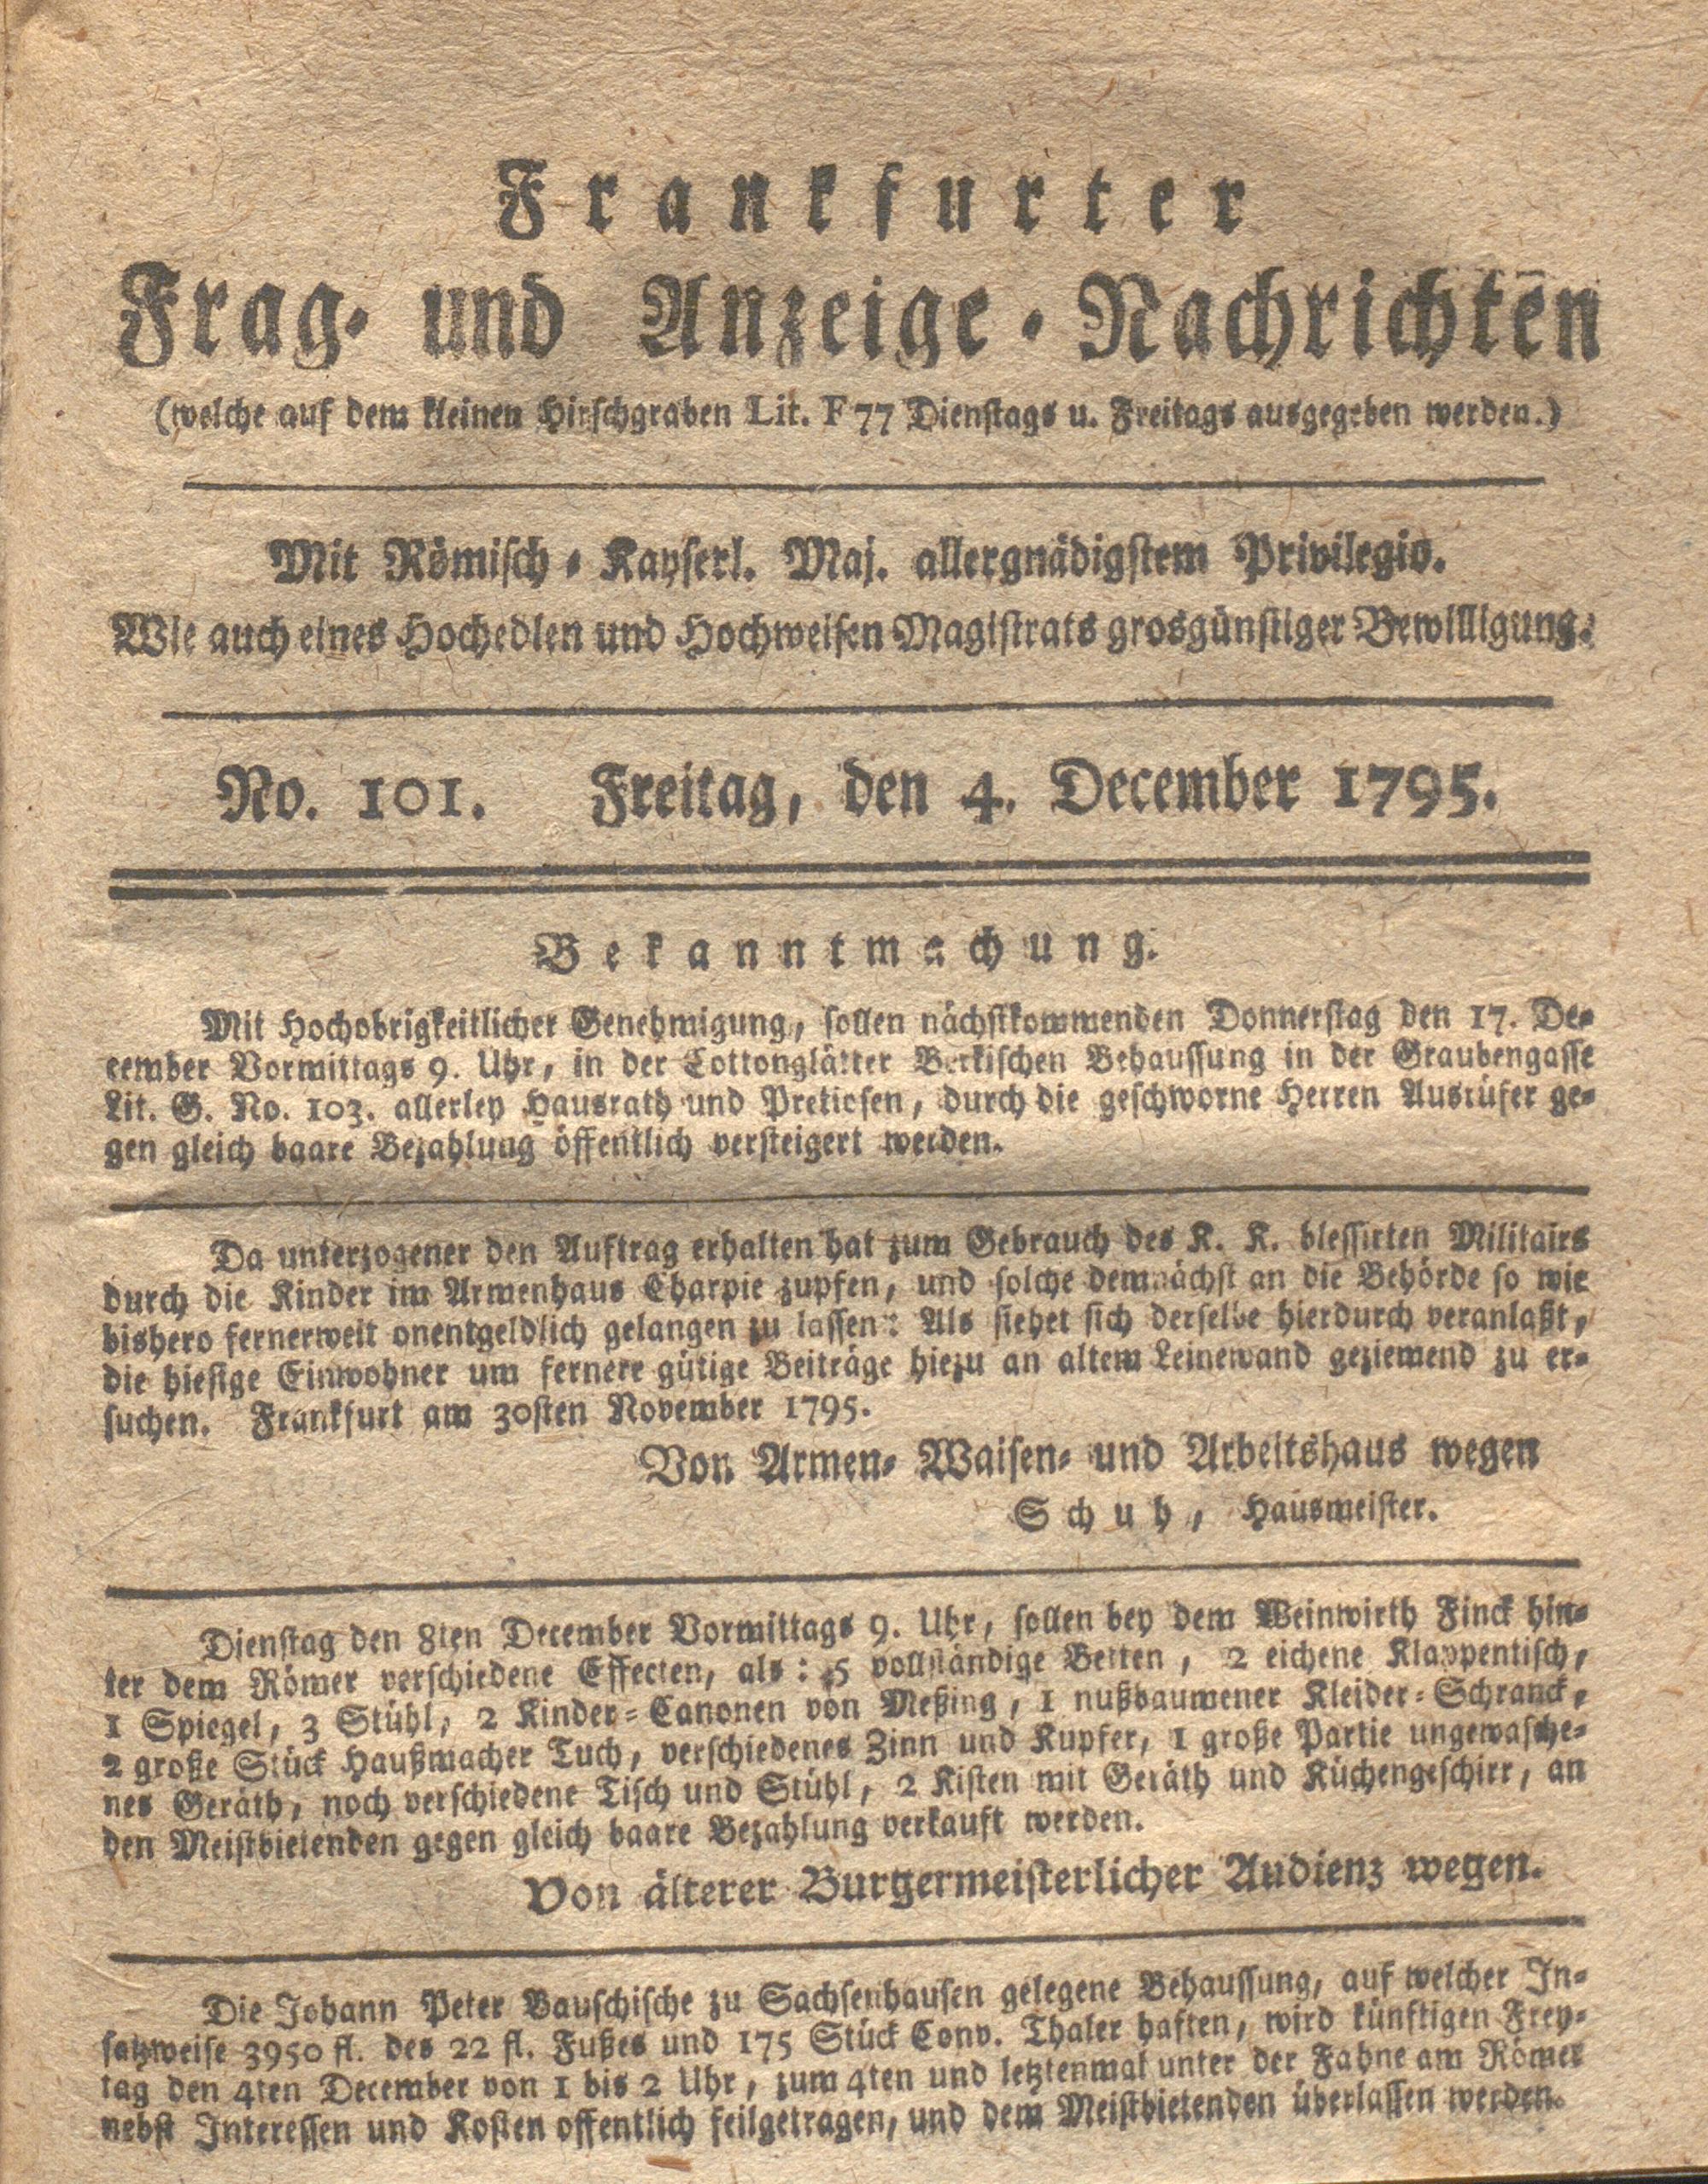 Frankfurter
Frag- und Anzeige-Nachrichten
(welche auf dem kleinen Hirschgraben Lit. F 77 Dienstags u. Freitags ausgegeben werden.)
Mit Römisch-Kayserl. Maj. allergnädigstem Privilegio.
Wie auch eines Hochedlen und Hochweisen Magistrats grosgünstiger Bewilligung.
No. 101. Freitag, den 4. December 1795.
Bekanntmachung.
Mit Hochobrigkeitlicher Genehmigung, sollen nächstkommenden Donnerstag den 17. De-
cember Vormittags 9. Uhr, in der Cottonglätter Berkischen Behaussung in der Graubengasse
Lit. G. No. 103. allerley Hausrath und Pretiosen, durch die geschworne Herren Ausrüfer ge-
gen gleich baare Bezahlung öffentlich versteigert werden.
Da unterzogener den Auftrag erhalten hat zum Gebrauch des K. K. blessirten Militairs
durch die Kinder im Armenhaus Charpie zupfen, und solche demnächst an die Behörde so wie
bishero fernerweit onentgeldlich gelangen zu lassen: Als siehet sich derselbe hierdurch veranlaßt,
die hiesige Einwohner um fernere gütige Beiträge hiezu an altem Leinewand geziemend zu er-
suchen. Frankfurt am 30sten November 1795.
Von Armen- Waisen- und Arbeitshaus wegen
Schuh, Hausmeister.
Dienstag den 8ten December Vormittags 9. Uhr, sollen bey dem Weinwirth Finck hin-
ter dem Römer verschiedene Effecten, als: 5 vollständige Betten, 2 eichene Klappentisch,
1 Spiegel, 3 Stühl, 2 Kinder-Canonen von Meßing, 1 nußbaumener Kleider-Schranck,
2 große Stück Haußmacher Tuch, verschiedenes Zinn und Kupfer, 1 große Partie ungewasche-
nes Geräth, noch verschiedene Tisch und Stühl, 2 Kisten mit Geräth und Küchengeschirr, an
den Meistbietenden gegen gleich baare Bezahlung verkauft werden.
Von älterer Burgermeisterlicher Audienz wegen.
Die Johann Peter Bauschische zu Sachsenhausen gelegene Behaussung, auf welcher In-
satzweise 3950 fl. des 22 fl. Fußes und 175 Stück Conv. Thaler haften, wird künftigen Frey-
tag den 4ten December von 1 bis 2 Uhr, zum 4ten und letztenmal unter der Fahne am Römer
nebst Interessen und Kosten offentlich feilgetragen, und dem Meistbietenden überlassen werden.